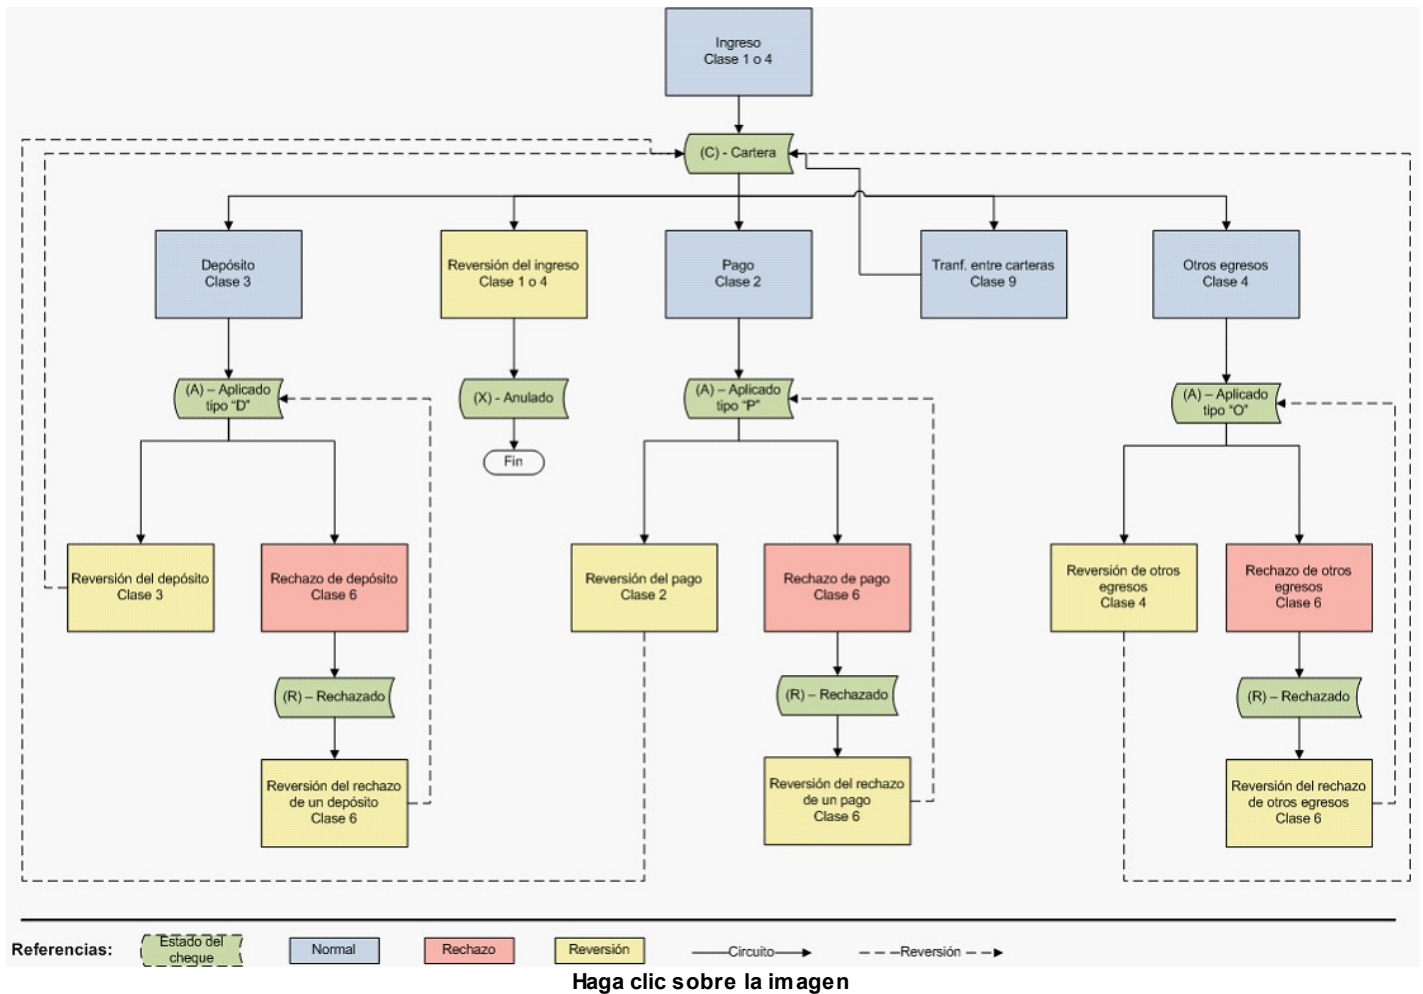 Ingreso
Clase 1 o 4
(C) - Cartera
Depósito
Clase 3
Reversión del ingreso
Clase 1 o 4
Pago
Clase 2
Tranf. entre carteras
Clase 9
Otros egresos
Clase 4
(A) – Aplicado
tipo “D”
(X) - Anulado
(A) – Aplicado
tipo “P”
(A) – Aplicado
tipo “O”
Fin
Reversión del depósito
Clase 3
Rechazo de depósito
Clase 6
Reversión del pago
Clase 2
Rechazo de pago
Clase 6
Reversión de otros
egresos
Clase 4
Rechazo de otros
egresos
Clase 6
(R) – Rechazado
(R) – Rechazado
(R) – Rechazado
Reversión del rechazo
de un depósito
Clase 6
Reversión del rechazo
de un pago
Clase 6
Reversión del rechazo
de otros egresos
Clase 6
Referencias:
Estado del
cheque
Normal
Rechazo
Reversión
Circuito
Reversión
Haga clic sobre la imagen